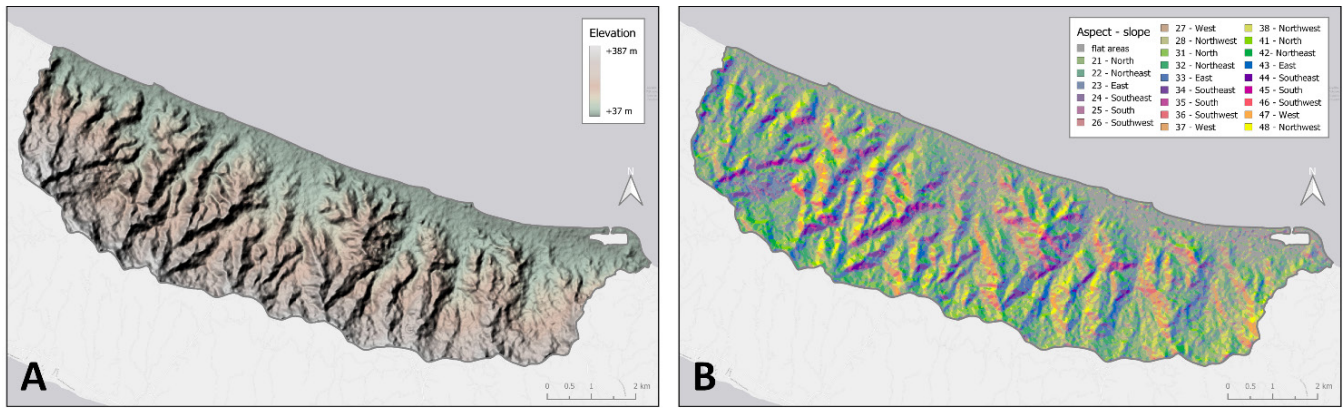 Elevation
+387 m
+37 m
N
A
0 0.5 1 2 km
Aspect - slope
flat areas
21 - North
22 - Northeast
23 - East
24 - Southeast
25 - South
26 - Southwest
27 - West
28 - Northwest
31 - North
32 - Northeast
33 - East
34 - Southeast
35 - South
36 - Southwest
37 - West
38 - Northwest
41 - North
42- Northeast
43 - East
44 - Southeast
45 - South
46 - Southwest
47 - West
48 - Northwest
N
B
0 0.5 1 2 km